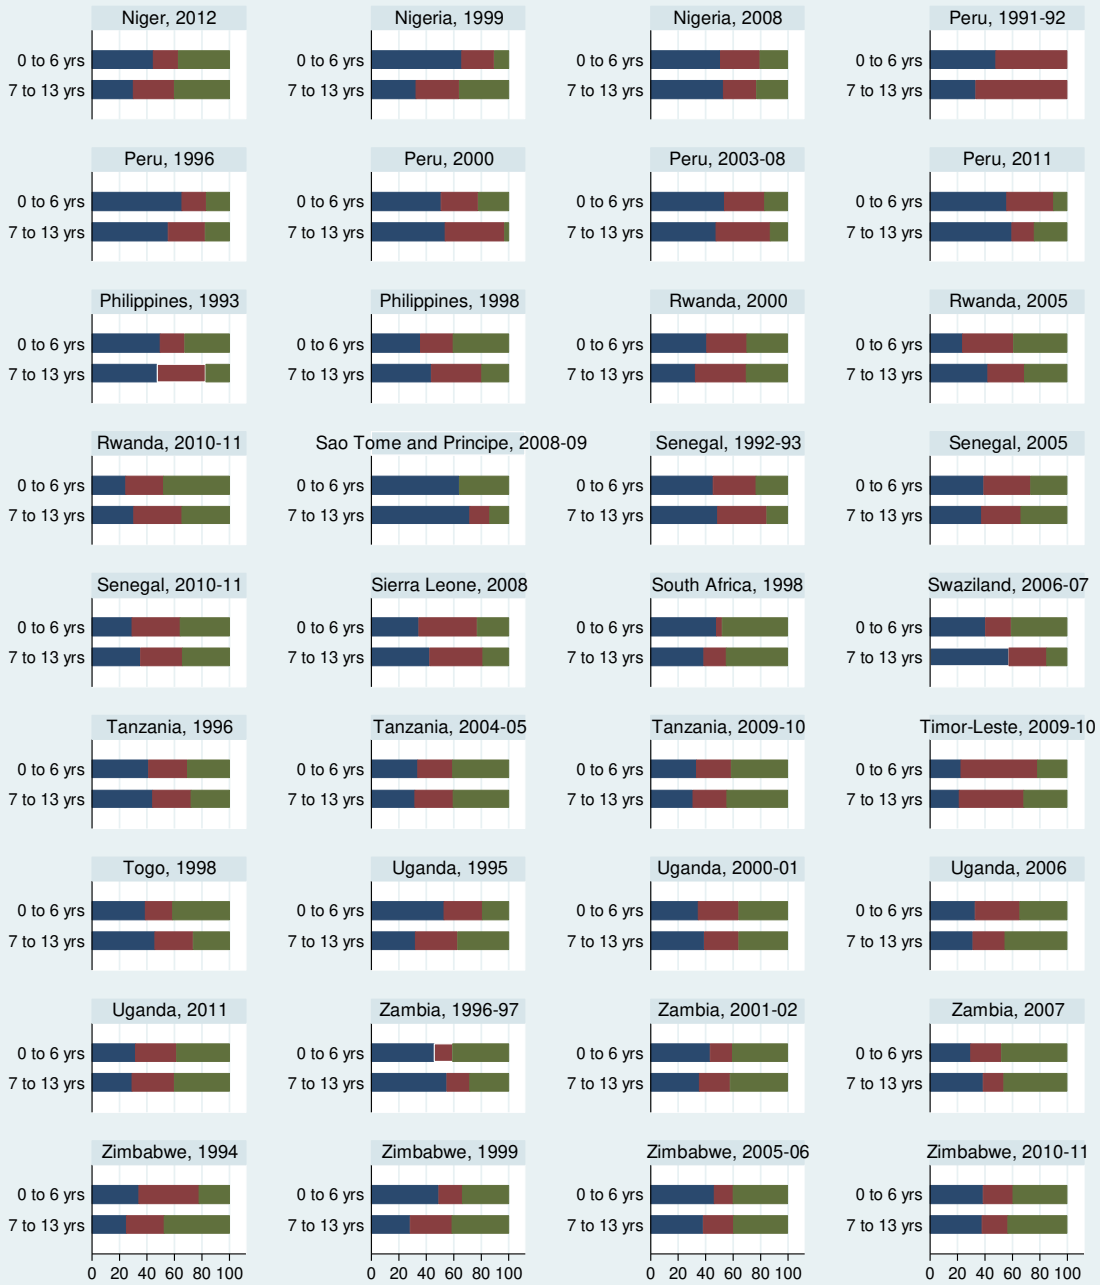 Niger, 2012
Nigeria, 1999
Nigeria, 2008
Peru, 1991-92
0 to 6 yrs
0 to 6 yrs
0 to 6 yrs
0 to 6 yrs
7 to 13 yrs
7 to 13 yrs
7 to 13 yrs
7 to 13 yrs
Peru, 1996
Peru, 2000
Peru, 2003-08
Peru, 2011
0 to 6 yrs
0 to 6 yrs
0 to 6 yrs
0 to 6 yrs
7 to 13 yrs
7 to 13 yrs
7 to 13 yrs
7 to 13 yrs
Philippines, 1993
Philippines, 1998
Rwanda, 2000
Rwanda, 2005
0 to 6 yrs
0 to 6 yrs
0 to 6 yrs
0 to 6 yrs
7 to 13 yrs
7 to 13 yrs
7 to 13 yrs
7 to 13 yrs
Rwanda, 2010-11
Sao Tome and Principe, 2008-09
Senegal, 1992-93
Senegal, 2005
0 to 6 yrs
0 to 6 yrs
0 to 6 yrs
0 to 6 yrs
7 to 13 yrs
7 to 13 yrs
7 to 13 yrs
7 to 13 yrs
Senegal, 2010-11
Sierra Leone, 2008
South Africa, 1998
Swaziland, 2006-07
0 to 6 yrs
0 to 6 yrs
0 to 6 yrs
0 to 6 yrs
7 to 13 yrs
7 to 13 yrs
7 to 13 yrs
7 to 13 yrs
Tanzania, 1996
Tanzania, 2004-05
Tanzania, 2009-10
Timor-Leste, 2009-10
0 to 6 yrs
0 to 6 yrs
0 to 6 yrs
0 to 6 yrs
7 to 13 yrs
7 to 13 yrs
7 to 13 yrs
7 to 13 yrs
Togo, 1998
Uganda, 1995
Uganda, 2000-01
Uganda, 2006
0 to 6 yrs
0 to 6 yrs
0 to 6 yrs
0 to 6 yrs
7 to 13 yrs
7 to 13 yrs
7 to 13 yrs
7 to 13 yrs
Uganda, 2011
Zambia, 1996-97
Zambia, 2001-02
Zambia, 2007
0 to 6 yrs
0 to 6 yrs
0 to 6 yrs
0 to 6 yrs
7 to 13 yrs
7 to 13 yrs
7 to 13 yrs
7 to 13 yrs
Zimbabwe, 1994
Zimbabwe, 1999
Zimbabwe, 2005-06
Zimbabwe, 2010-11
0 to 6 yrs
0 to 6 yrs
0 to 6 yrs
0 to 6 yrs
7 to 13 yrs
7 to 13 yrs
7 to 13 yrs
7 to 13 yrs
0 20 40 60 80 100
0 20 40 60 80 100
0 20 40 60 80 100
0 20 40 60 80 100